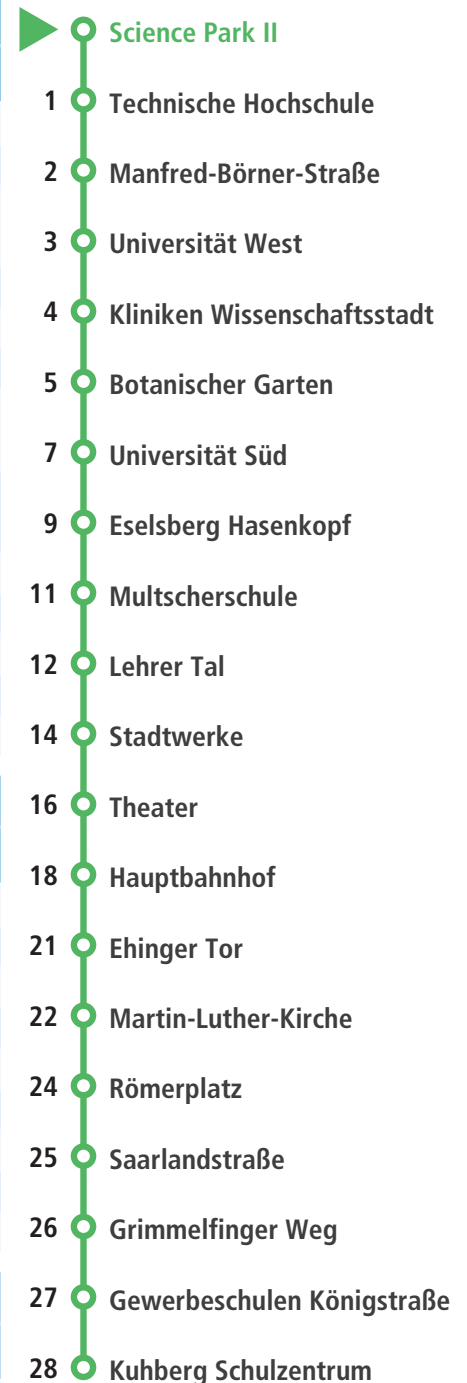 Science Park II
1 Technische Hochschule
2 Manfred-Börner-Straße
3 Universität West
4 Kliniken Wissenschaftsstadt
5 Botanischer Garten
7 Universität Süd
9 Eselsberg Hasenkopf
11 Multscherschule
12 Lehrer Tal
14 Stadtwerke
16 Theater
18 Hauptbahnhof
21 Ehinger Tor
22 Martin-Luther-Kirche
24 Römerplatz
25 Saarlandstraße
26 Grimmelfinger Weg
27 Gewerbeschulen Königstraße
28 Kuhberg Schulzentrum